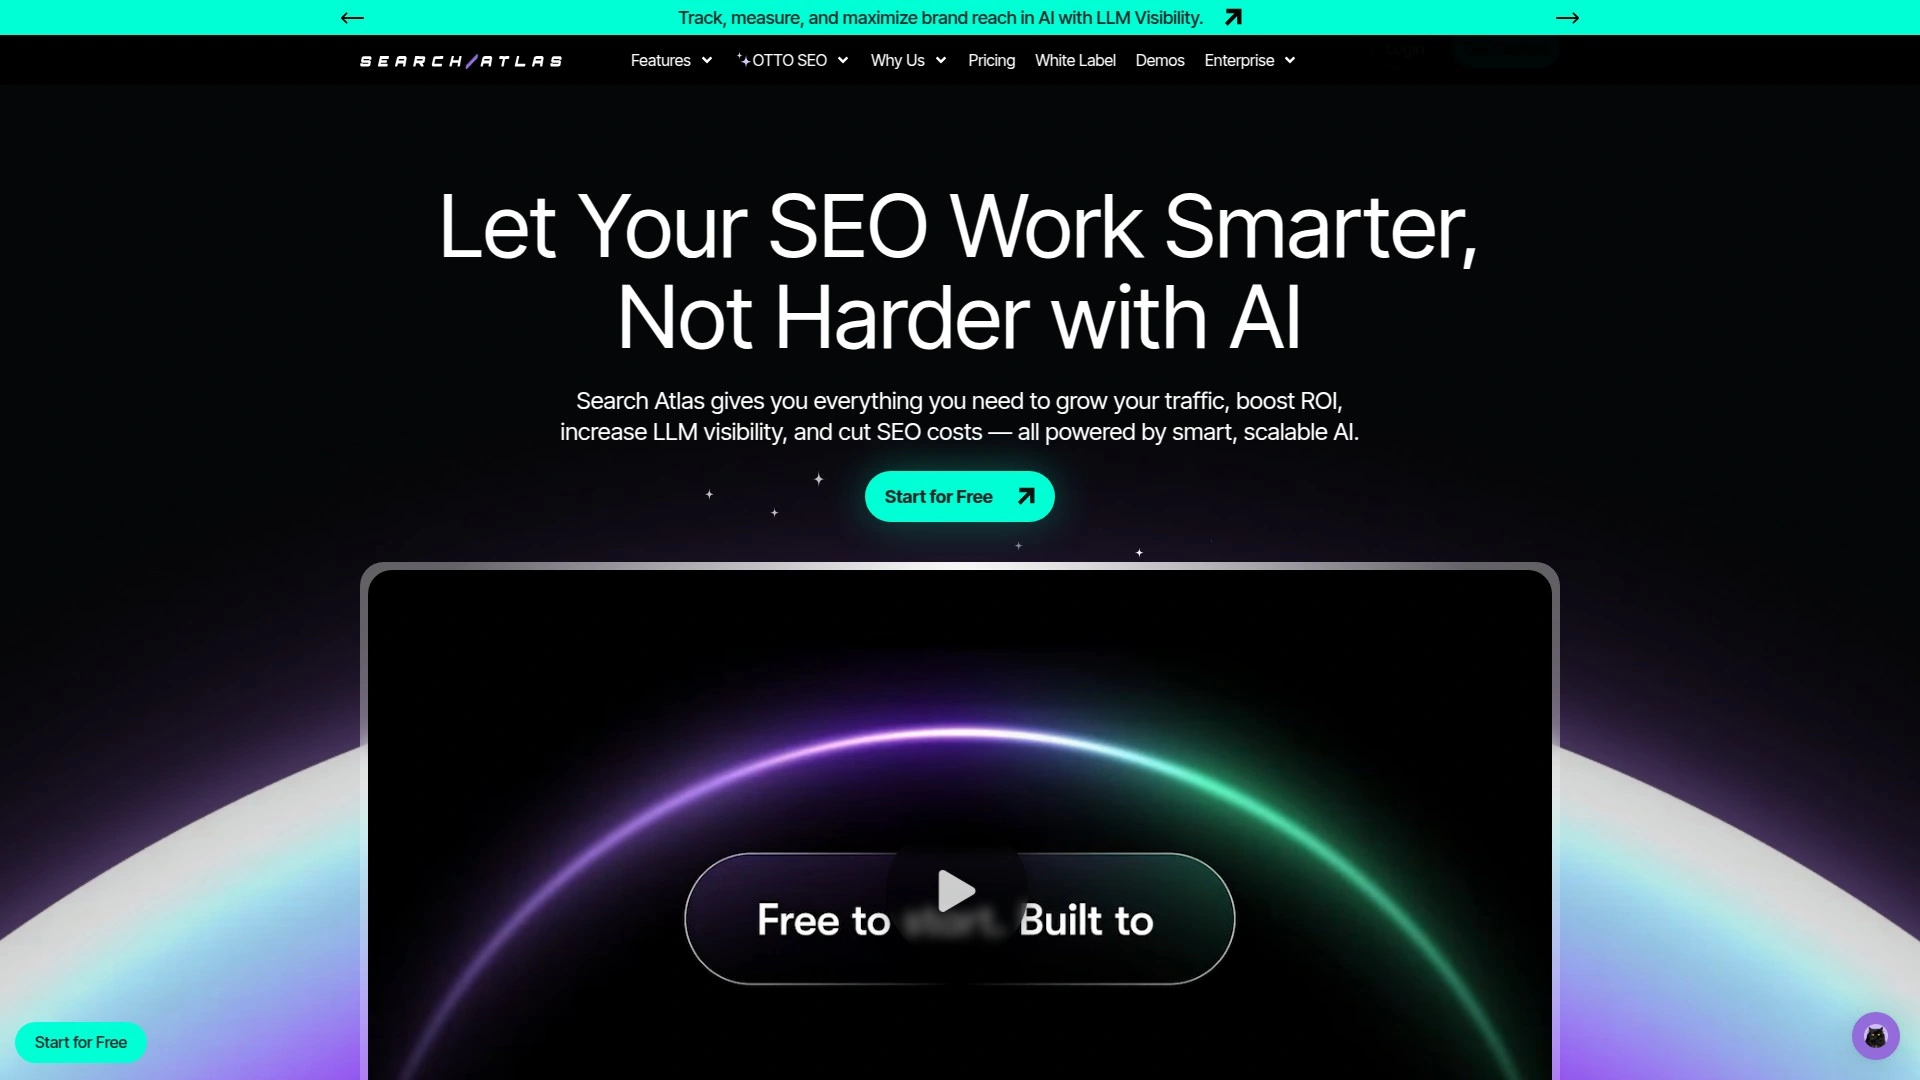 Track, measure, and maximize brand reach in AI with LLM Visibility.
SEARCH/ATLAS
Features
OTTO SEO
Why Us
Pricing
White Label
Demos
Enterprise
Let Your SEO Work Smarter,
Not Harder with AI
Search Atlas gives you everything you need to grow your traffic, boost ROI,
increase LLM visibility, and cut SEO costs — all powered by smart, scalable AI.
Start for Free
Free to start. Built to
Start for Free